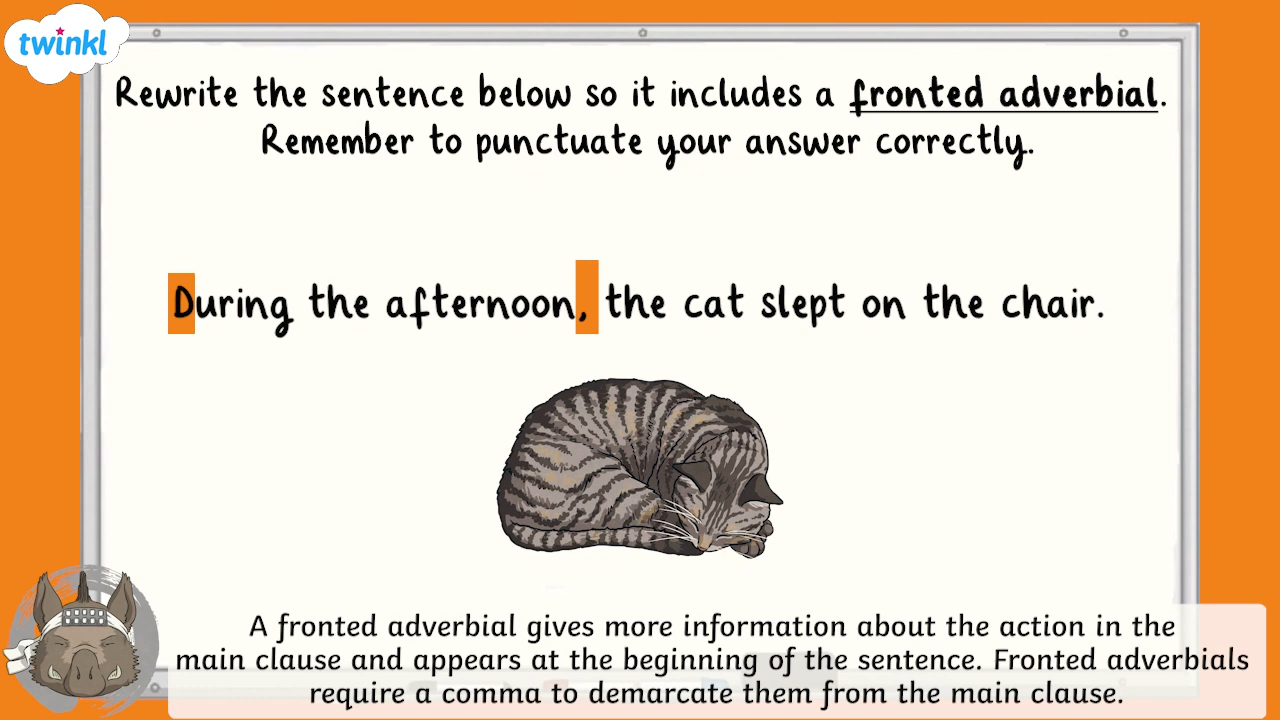 twinkl
Rewrite the sentence below so it includes a fronted adverbial.
Remember to punctuate your answer correctly.
During the afternoon, the cat slept on the chair.
A fronted adverbial gives more information about the action in the
main clause and appears at the beginning of the sentence. Fronted adverbials
require a comma to demarcate them from the main clause.